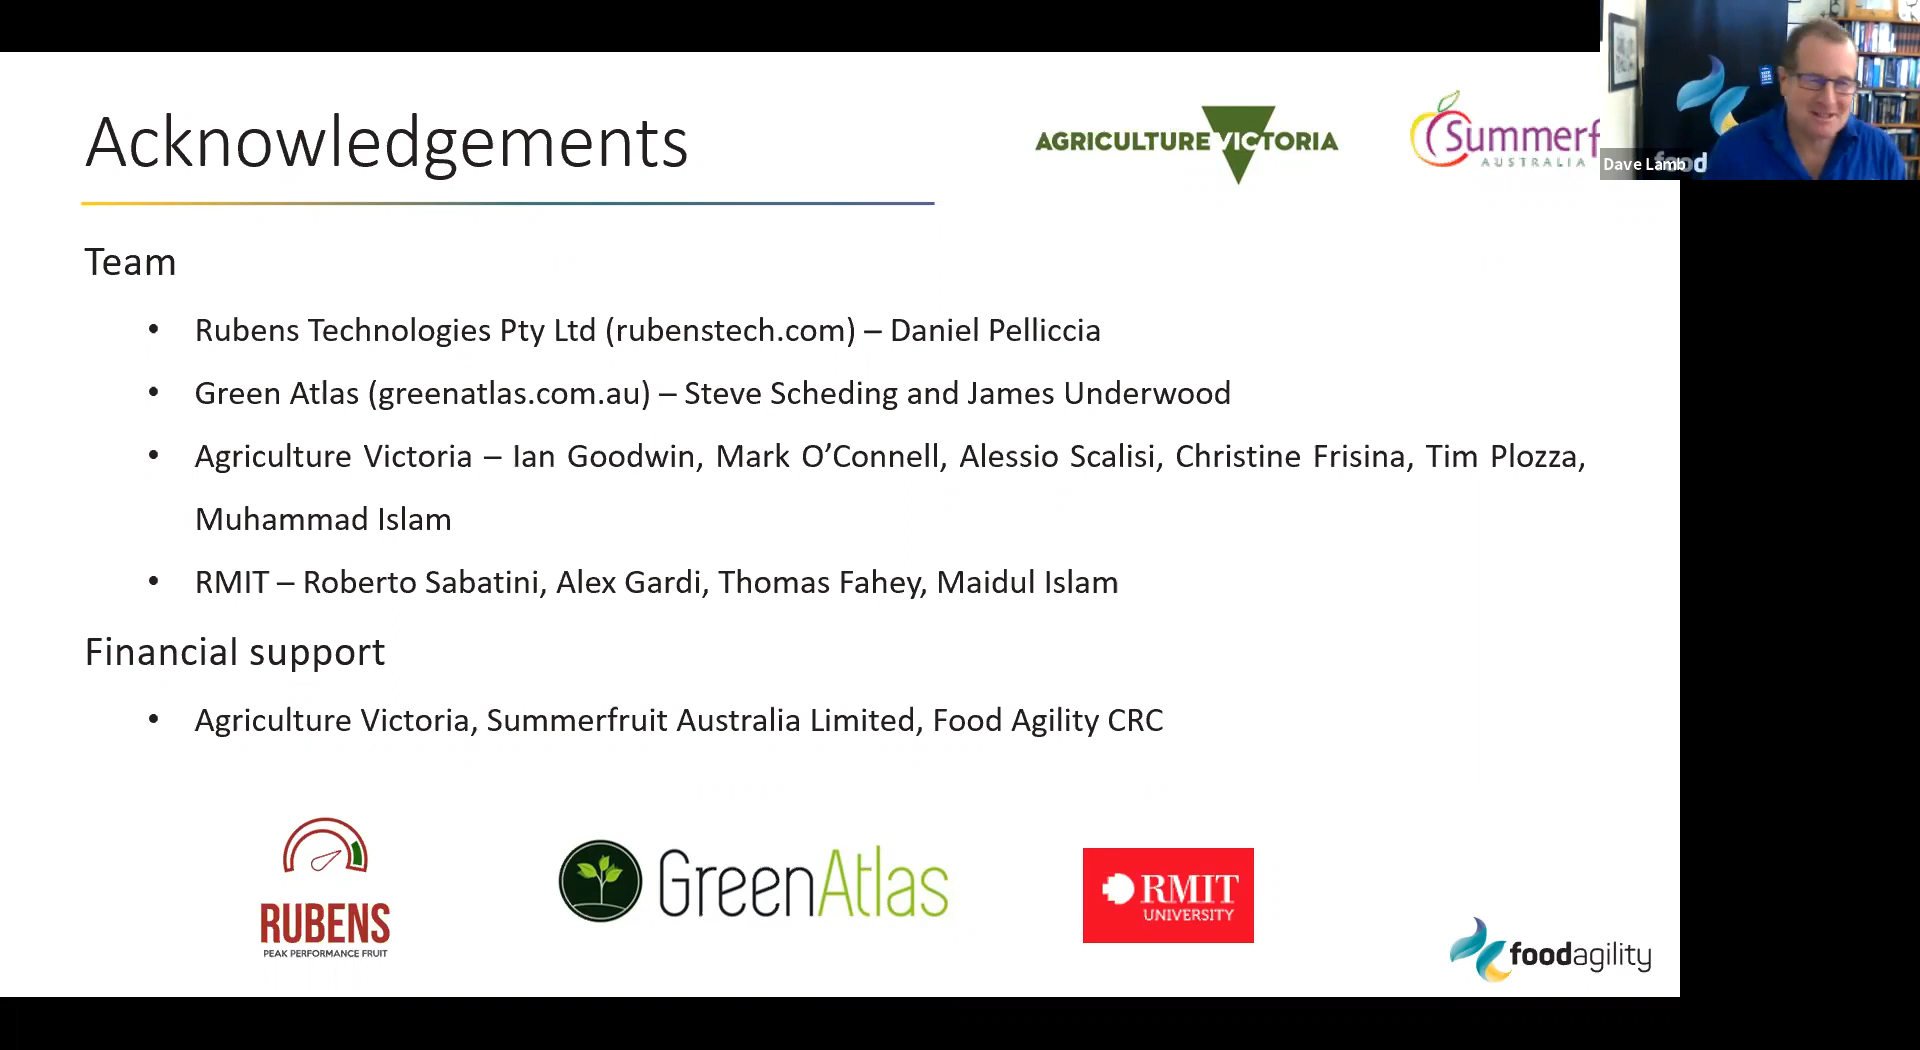 Acknowledgements
AGRICULTURE VICTORIA
Summerf
AUSTRALIA
Dave Lamb
food
Team
• Rubens Technologies Pty Ltd (rubenstech.com) – Daniel Pelliccia
• Green Atlas (greenatlas.com.au) – Steve Scheding and James Underwood
• Agriculture Victoria – Ian Goodwin, Mark O’Connell, Alessio Scalisi, Christine Frisina, Tim Plozza,
Muhammad Islam
• RMIT – Roberto Sabatini, Alex Gardi, Thomas Fahey, Maidul Islam
Financial support
• Agriculture Victoria, Summerfruit Australia Limited, Food Agility CRC
RUBENS
PEAK PERFORMANCE FRUIT
GreenAtlas
RMIT
UNIVERSITY
foodagility